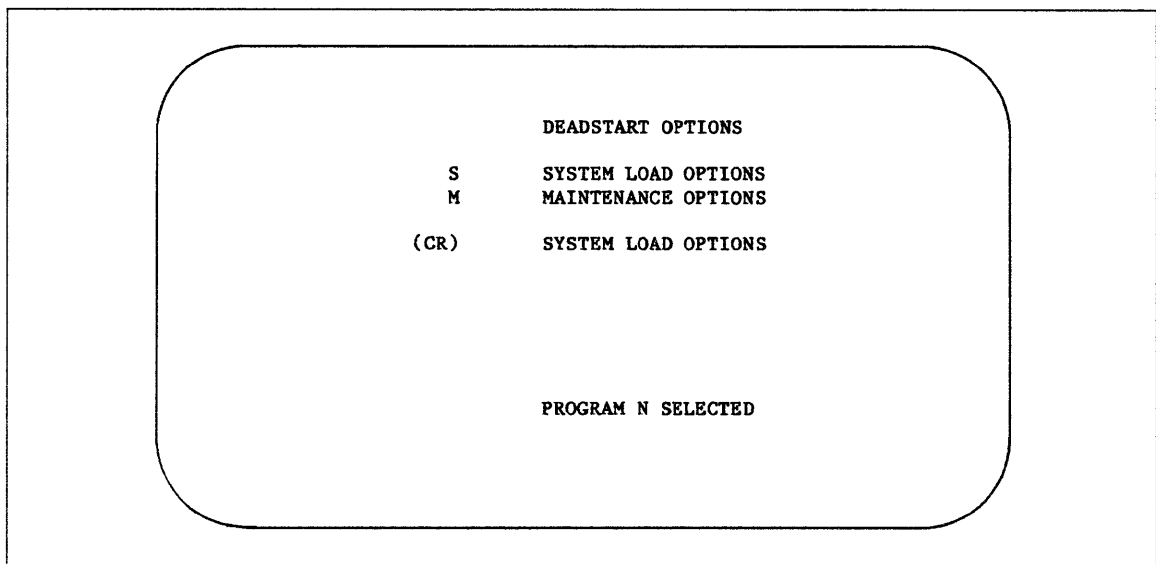 DEADSTART OPTIONS
S SYSTEM LOAD OPTIONS
M MAINTENANCE OPTIONS
(CR) SYSTEM LOAD OPTIONS
PROGRAM N SELECTED